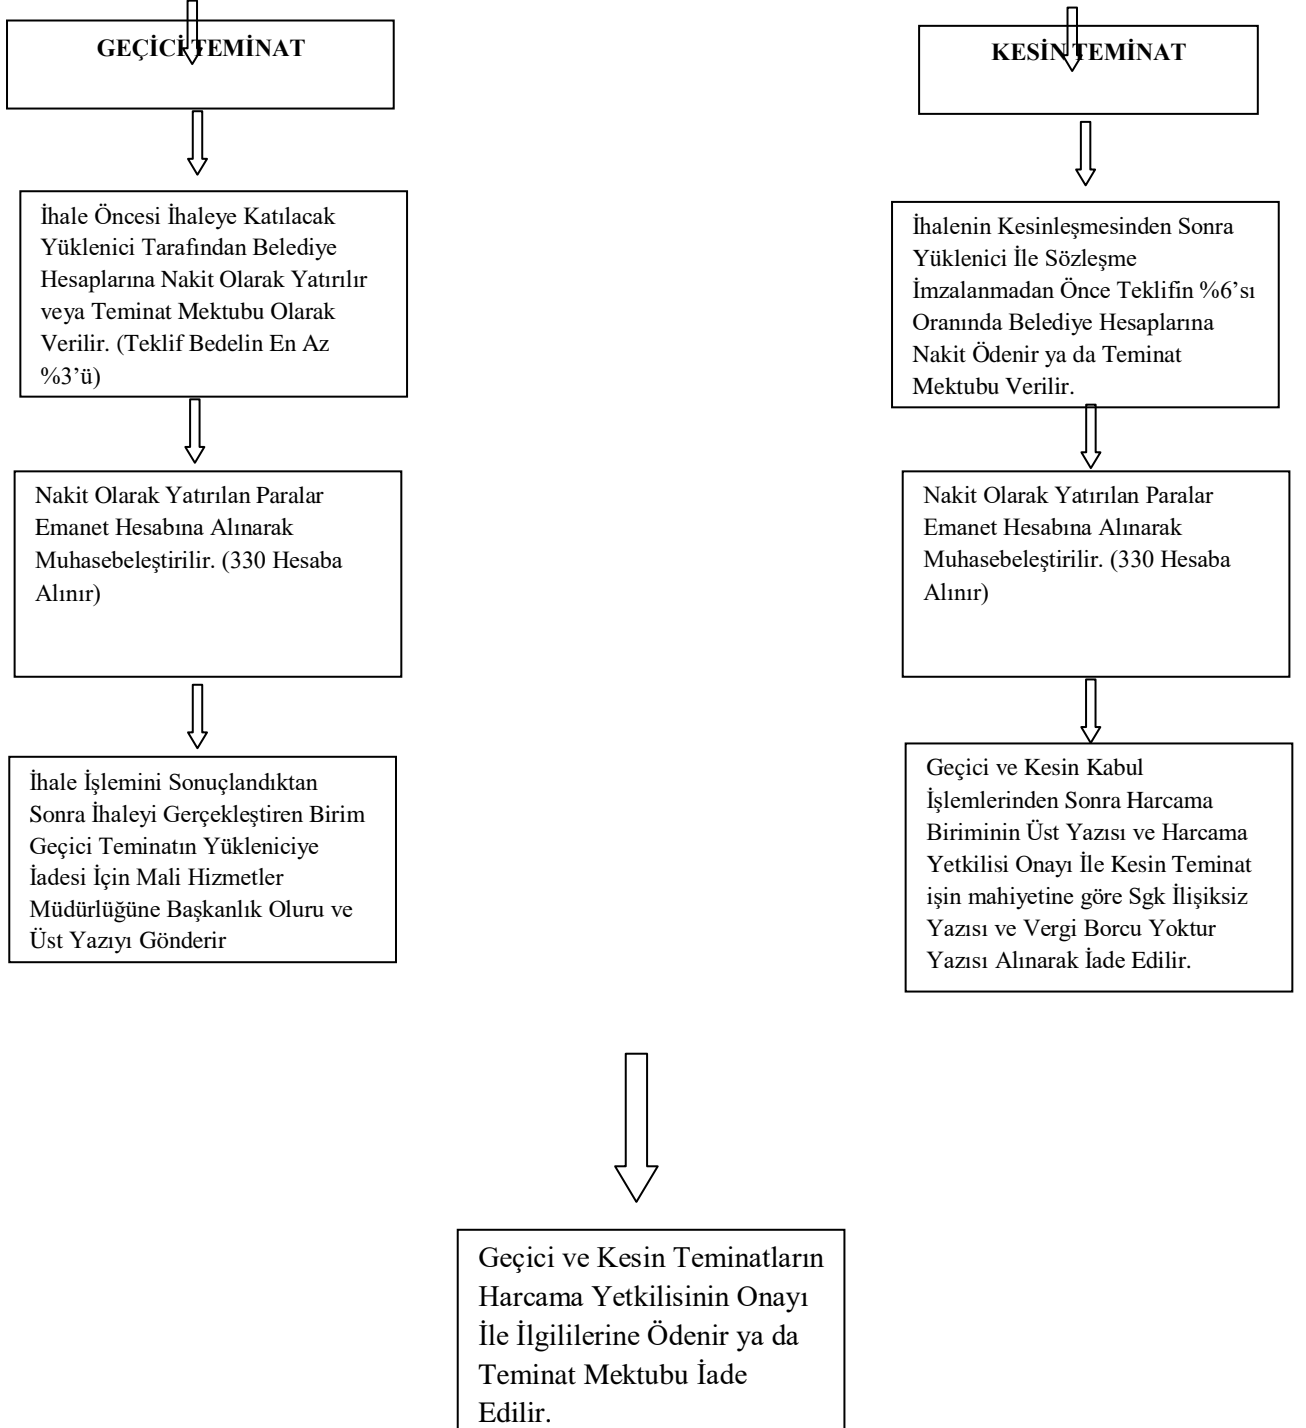 GEÇİCİ TEMİNAT
İhale Öncesi İhaleye Katılacak
Yüklenici Tarafından Belediye
Hesaplarına Nakit Olarak Yatırılır
veya Teminat Mektubu Olarak
Verilir. (Teklif Bedelin En Az
%3’ü)
Nakit Olarak Yatırılan Paralar
Emanet Hesabına Alınarak
Muhasebeleştirilir. (330 Hesaba
Alınır)
İhale İşlemini Sonuçlandıktan
Sonra İhaleyi Gerçekleştiren Birim
Geçici Teminatın Yükleniciye
İadesi İçin Mali Hizmetler
Müdürlüğüne Başkanlık Oluru ve
Üst Yazıyı Gönderir
KESİN TEMİNAT
İhalenin Kesinleşmesinden Sonra
Yüklenici İle Sözleşme
İmzalanmadan Önce Teklifin %6’sı
Oranında Belediye Hesaplarına
Nakit Ödenir ya da Teminat
Mektubu Verilir.
Nakit Olarak Yatırılan Paralar
Emanet Hesabına Alınarak
Muhasebeleştirilir. (330 Hesaba
Alınır)
Geçici ve Kesin Kabul
İşlemlerinden Sonra Harcama
Biriminin Üst Yazısı ve Harcama
Yetkilisi Onayı İle Kesin Teminat
işin mahiyetine göre Sgk İlişiksiz
Yazısı ve Vergi Borcu Yoktur
Yazısı Alınarak İade Edilir.
Geçici ve Kesin Teminatların
Harcama Yetkilisinin Onayı
İle İlgililerine Ödenir ya da
Teminat Mektubu İade
Edilir.